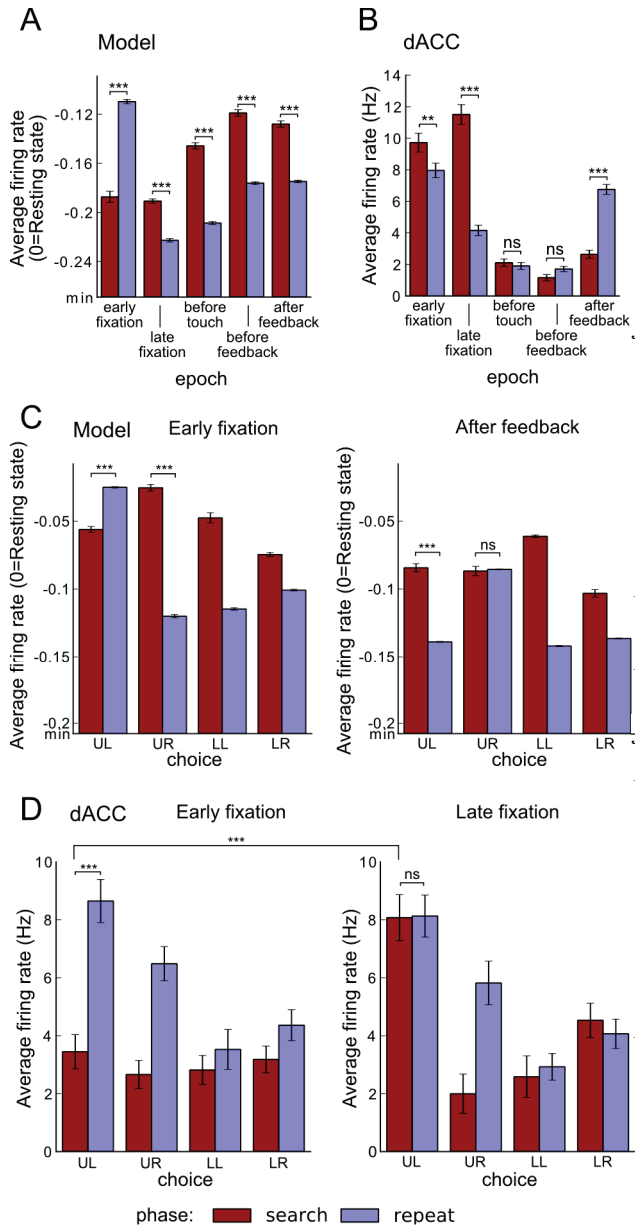 A
Model
Average firing rate
(0=Resting state)
-0.12
-0.16
-0.2
-0.24
min
***
***
***
***
***
early
fixation
late
fixation
before
touch
before
feedback
after
feedback
epoch
B
dACC
Average firing rate (Hz)
14
12
10
8
6
4
2
0
**
***
ns
ns
***
early
fixation
late
fixation
before
touch
before
feedback
after
feedback
epoch
C
Model
Early fixation
Average firing rate (0=Resting state)
-0.05
-0.1
-0.15
-0.2
min
***
***
UL
UR
LL
LR
choice
After feedback
Average firing rate (0=Resting state)
-0.05
-0.1
-0.15
-0.2
min
***
ns
UL
UR
LL
LR
choice
D
dACC
Early fixation
Late fixation
***
Average firing rate (Hz)
10
8
6
4
2
0
***
UL
UR
LL
LR
choice
Average firing rate (Hz)
10
8
6
4
2
0
ns
UL
UR
LL
LR
choice
phase: search repeat